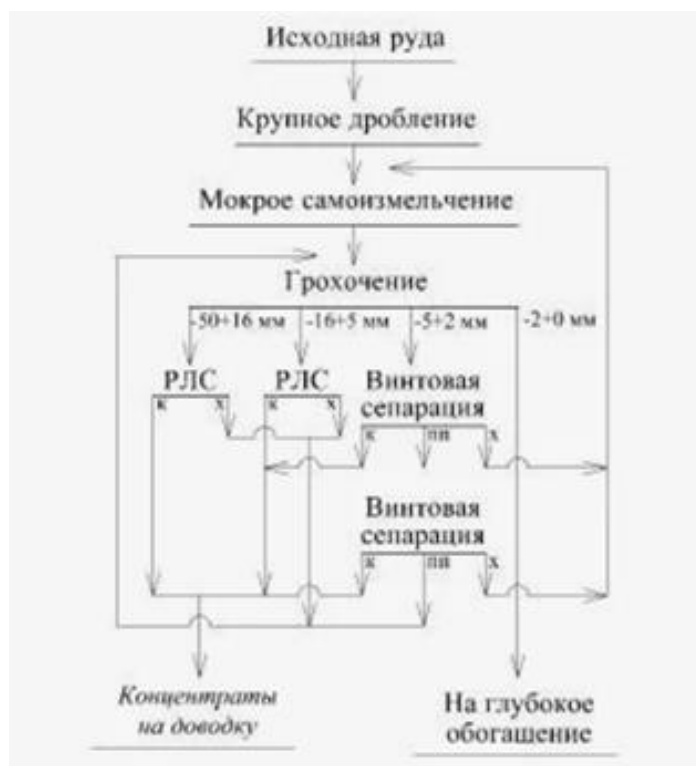 Исходная руда
Крупное дробление
Мокрое самоизмельчение
Грохочение
-50+16 мм -16+5 мм -5+2 мм -2+0 мм
РЛС РЛС Винтовая
сепарация
к х к х
к пп х
Винтовая
сепарация
к пп х
Концентраты
на доводку
На глубокое
обогащение